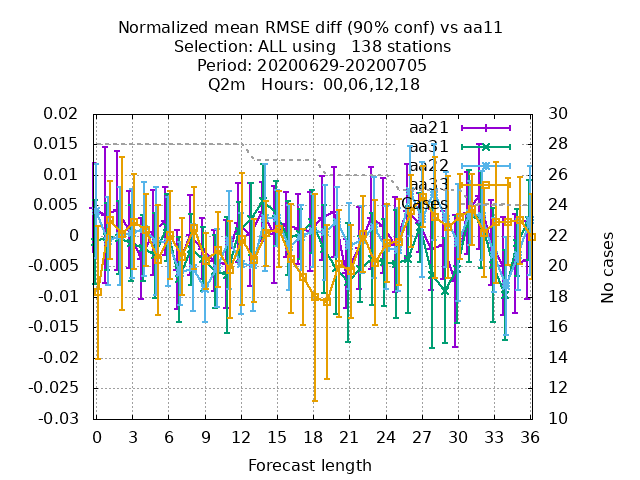 Normalized mean RMSE diff (90% conf) vs aa11
Selection: ALL using   138 stations
Period: 20200629-20200705
Q2m   Hours:  00,06,12,18
0.02
0.015
0.01
0.005
0
-0.005
-0.01
-0.015
-0.02
-0.025
-0.03
30
28
26
24
22
20
18
16
14
12
10
aa21
aa31
aa22
aa33
Cases
No cases
0 3 6 9 12 15 18 21 24 27 30 33 36
Forecast length